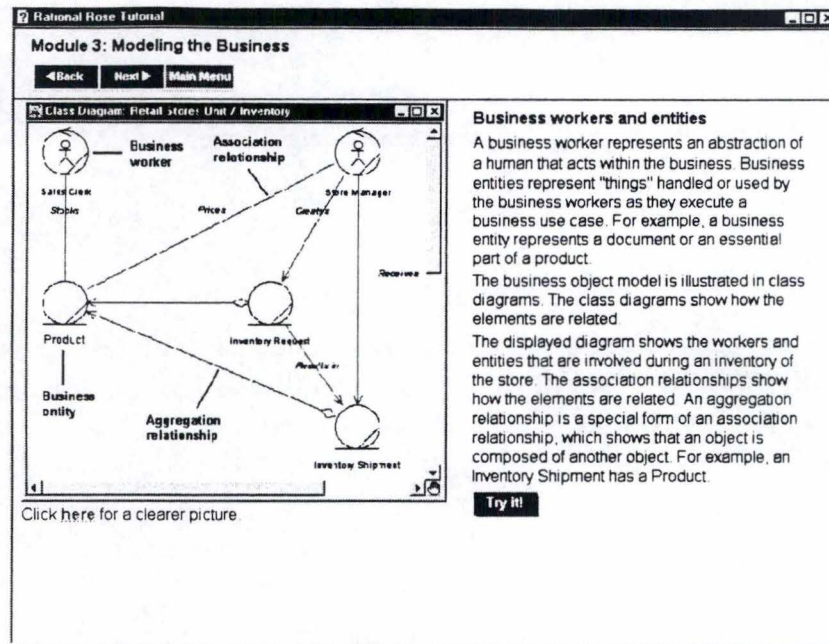 Rational Rose Tutorial
Module 3: Modeling the Business
Back Next Main Menu
Class Diagram: Retail Store: Unit / Inventory
Business
worker
Association
relationship
Sales Clerk
Store Manager
Stocks
Prices
Creates
Receives
Product
Inventory Request
Business
entity
Aggregation
relationship
Inventory Shipment
Click here for a clearer picture.
Business workers and entities
A business worker represents an abstraction of
a human that acts within the business. Business
entities represent "things" handled or used by
the business workers as they execute a
business use case. For example, a business
entity represents a document or an essential
part of a product.
The business object model is illustrated in class
diagrams. The class diagrams show how the
elements are related.
The displayed diagram shows the workers and
entities that are involved during an inventory of
the store. The association relationships show
how the elements are related. An aggregation
relationship is a special form of an association
relationship, which shows that an object is
composed of another object. For example, an
Inventory Shipment has a Product.
Try it!